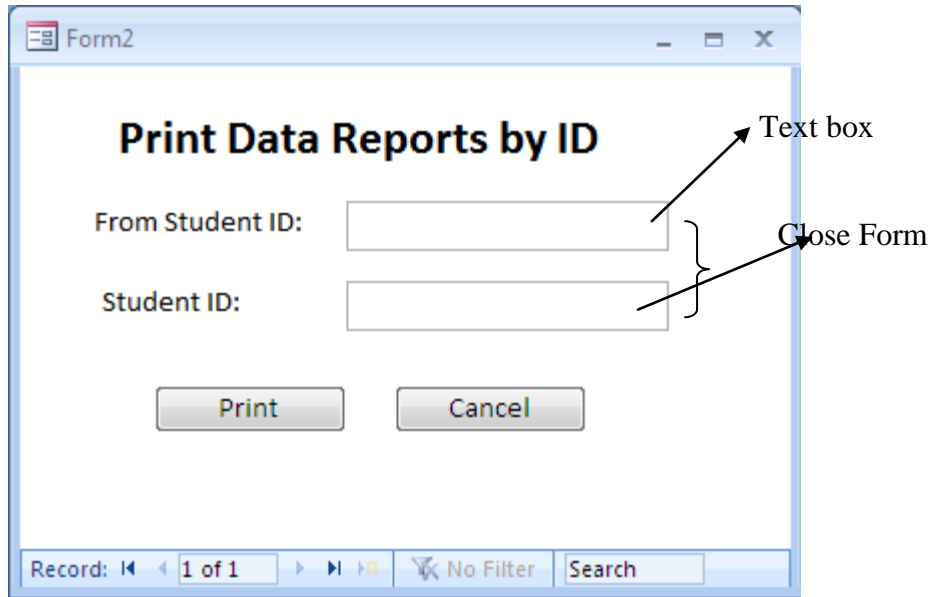 Form2
Print Data Reports by ID
Text box
From Student ID:
Close Form
Student ID:
Print Cancel
Record: 1 of 1 No Filter Search